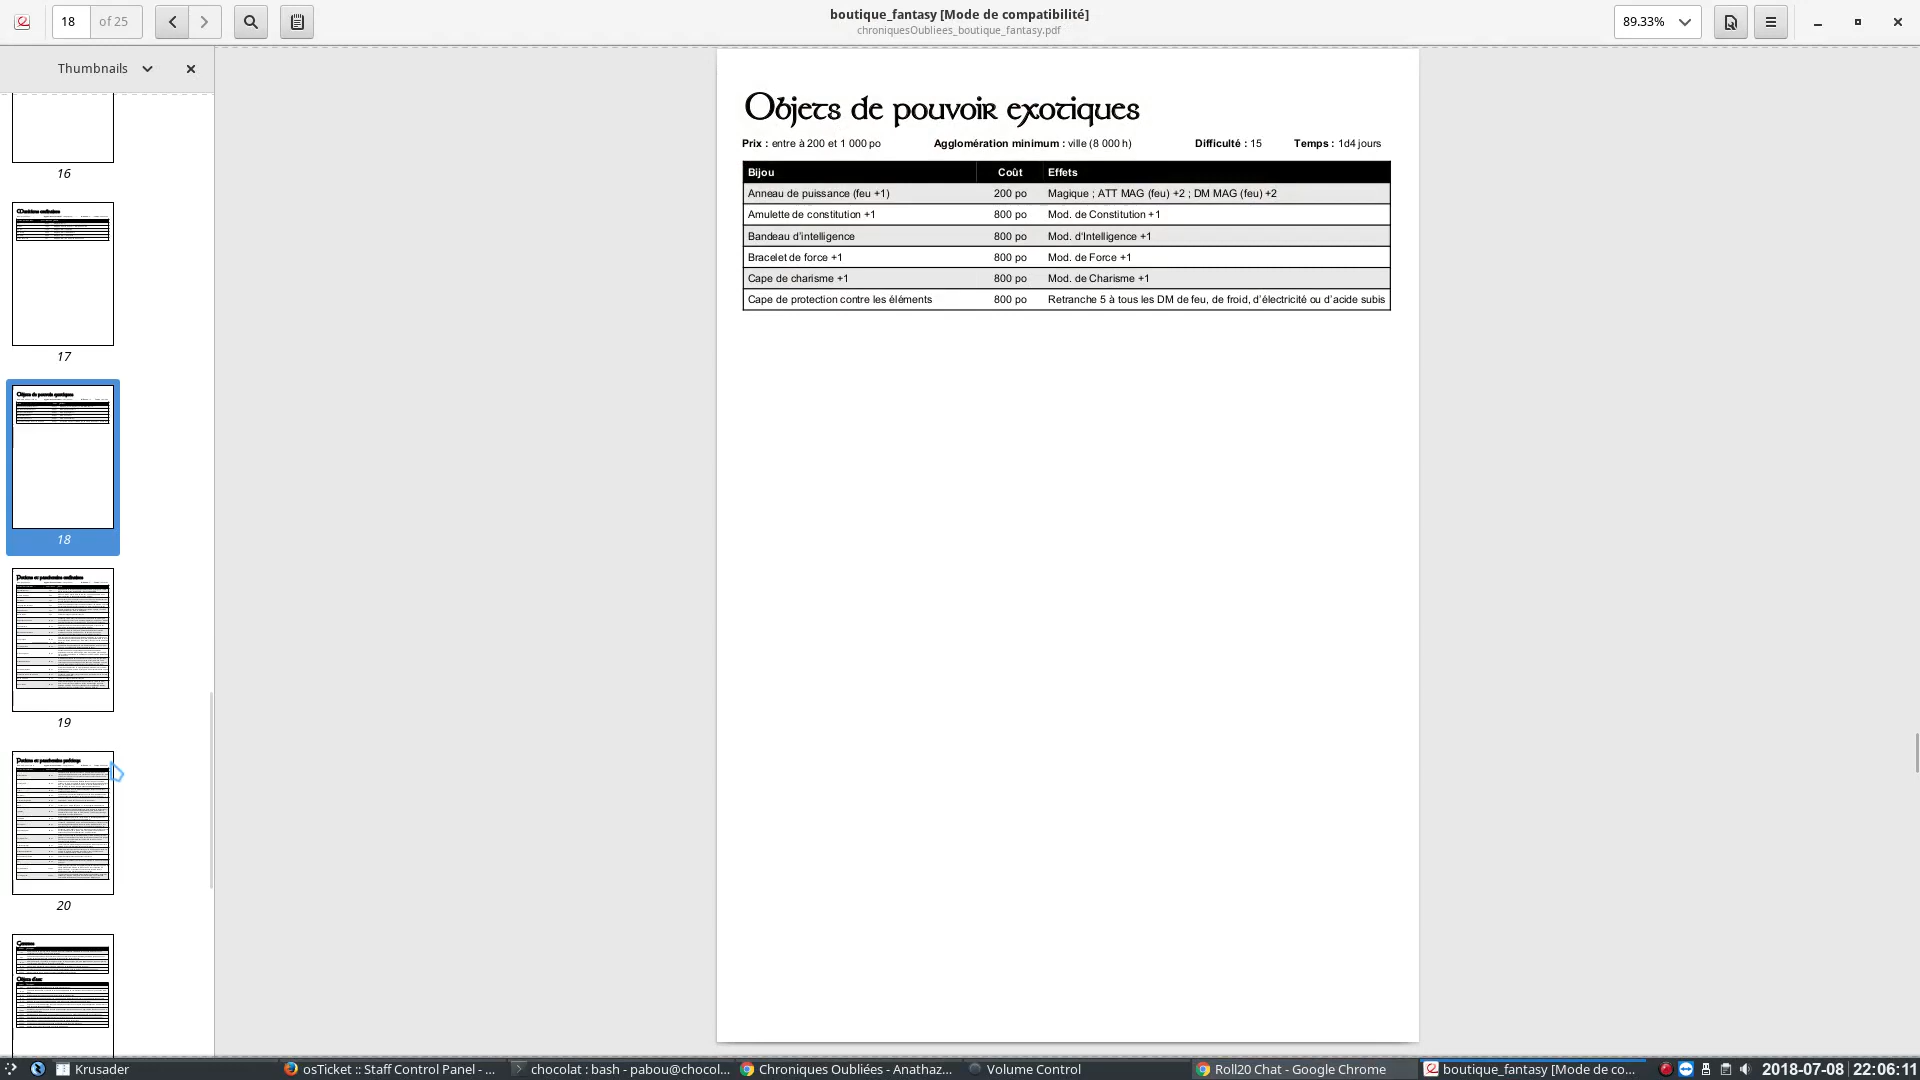 18 of 25
boutique_fantasy [Mode de compatibilité]
chroniquesOubliees_boutique_fantasy.pdf
89.33%
Thumbnails
16
17
18
19
20
Objets de pouvoir exotiques
Prix : entre à 200 et 1 000 po Agglomération minimum : ville (8 000 h) Difficulté : 15 Temps : 1d4 jours
Bijou Coût Effets
Anneau de puissance (feu +1) 200 po Magique ; ATT MAG (feu) +2 ; DM MAG (feu) +2
Amulette de constitution +1 800 po Mod. de Constitution +1
Bandeau d'intelligence 800 po Mod. d'Intelligence +1
Bracelet de force +1 800 po Mod. de Force +1
Cape de charisme +1 800 po Mod. de Charisme +1
Cape de protection contre les éléments 800 po Retranche 5 à tous les DM de feu, de froid, d'électricité ou d'acide subis
Krusader osTicket :: Staff Control Panel - ... chocolat : bash - pabou@chocol... Chroniques Oubliées - Anathaz... Volume Control Roll20 Chat - Google Chrome boutique_fantasy [Mode de co... 2018-07-08 22:06:11